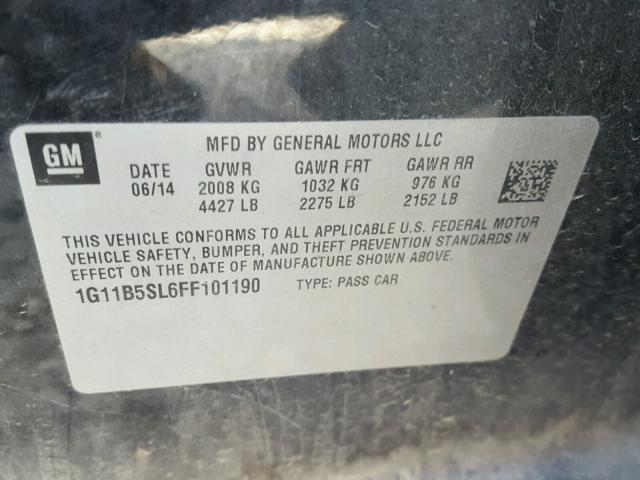 GM ®
MFD BY GENERAL MOTORS LLC
DATE GVWR GAWR FRT GAWR RR
06/14 2008 KG 1032 KG 976 KG
4427 LB 2275 LB 2152 LB
THIS VEHICLE CONFORMS TO ALL APPLICABLE U.S. FEDERAL MOTOR
VEHICLE SAFETY, BUMPER, AND THEFT PREVENTION STANDARDS IN
EFFECT ON THE DATE OF MANUFACTURE SHOWN ABOVE.
1G11B5SL6FF101190 TYPE: PASS CAR